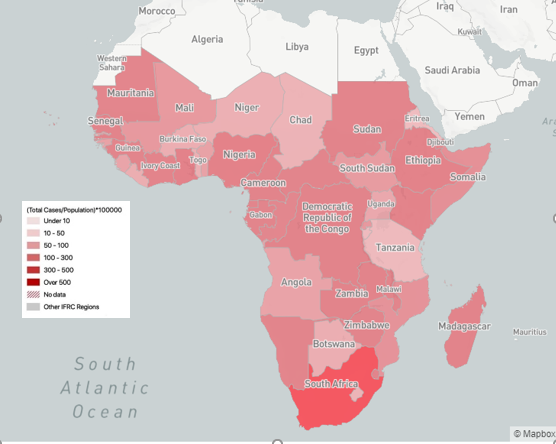 Tunisia
Morocco
Iraq
Iran
Algeria
Libya
Egypt
Kuwait
Western
Sahara
Saudi Arabia
Oman
Mauritania
Mali
Niger
Chad
Sudan
Eritrea
Yemen
Senegal
Guinea
Burkina Faso
Ivory Coast
Togo
Nigeria
Djibouti
Ethiopia
South Sudan
Somalia
Cameroon
Gabon
Democratic
Republic of
the Congo
Uganda
Tanzania
(Total Cases/Population)*100000
Under 10
10 - 50
50 - 100
100 - 300
300 - 500
Over 500
No data
Other IFRC Regions
Angola
Zambia
Malawi
Zimbabwe
Madagascar
Mauritius
Botswana
South Africa
South
Atlantic
Ocean
© Mapbox